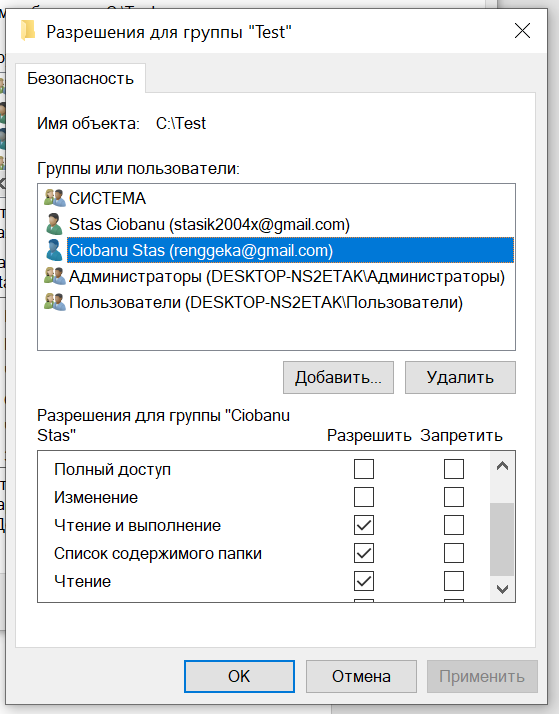 Разрешения для группы "Test"
Безопасность
Имя объекта: C:\Test
Группы или пользователи:
СИСТЕМА
Stas Ciobanu (stasik2004x@gmail.com)
Ciobanu Stas (renggeka@gmail.com)
Администраторы (DESKTOP-NS2ETAK\Администраторы)
Пользователи (DESKTOP-NS2ETAK\Пользователи)
Добавить... Удалить
Разрешения для группы "Ciobanu
Stas" Разрешить Запретить
Полный доступ
Изменение
Чтение и выполнение
Список содержимого папки
Чтение
OK Отмена Применить